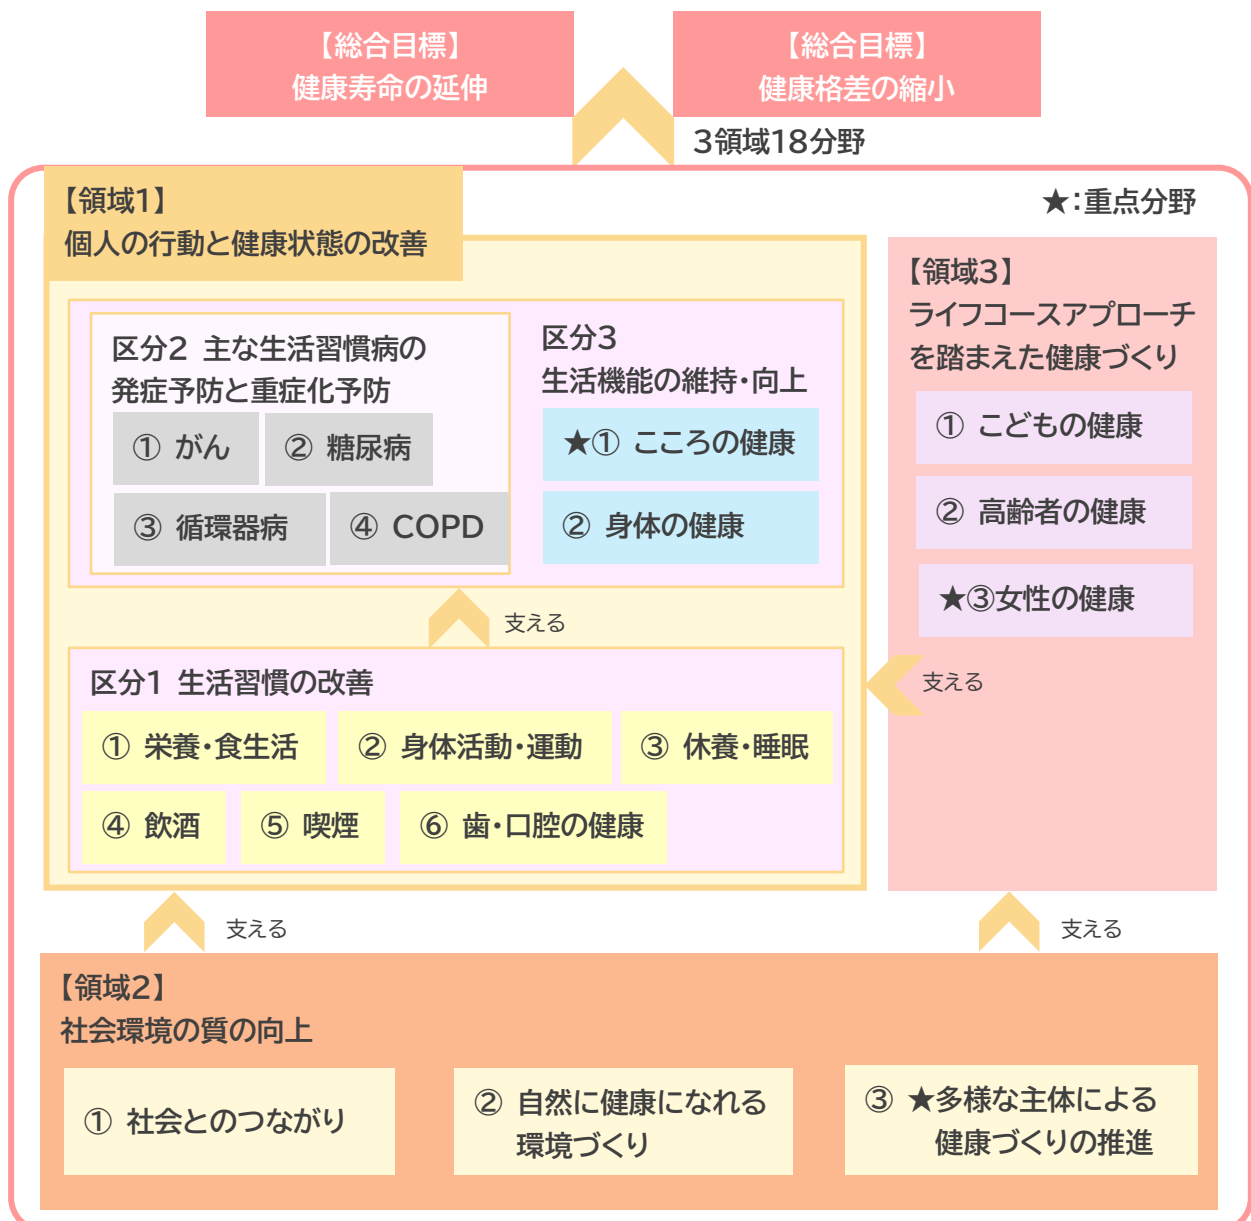 【総合目標】
健康寿命の延伸
【総合目標】
健康格差の縮小
3領域18分野
★：重点分野
【領域1】
個人の行動と健康状態の改善
区分2 主な生活習慣病の
発症予防と重症化予防
① がん
② 糖尿病
③ 循環器病
④ COPD
区分3
生活機能の維持・向上
★① こころの健康
② 身体の健康
支える
区分1 生活習慣の改善
① 栄養・食生活
② 身体活動・運動
③ 休養・睡眠
④ 飲酒
⑤ 喫煙
⑥ 歯・口腔の健康
【領域3】
ライフコースアプローチ
を踏まえた健康づくり
① こどもの健康
② 高齢者の健康
★③女性の健康
支える
支える
支える
【領域2】
社会環境の質の向上
① 社会とのつながり
② 自然に健康になれる
環境づくり
③ ★多様な主体による
健康づくりの推進